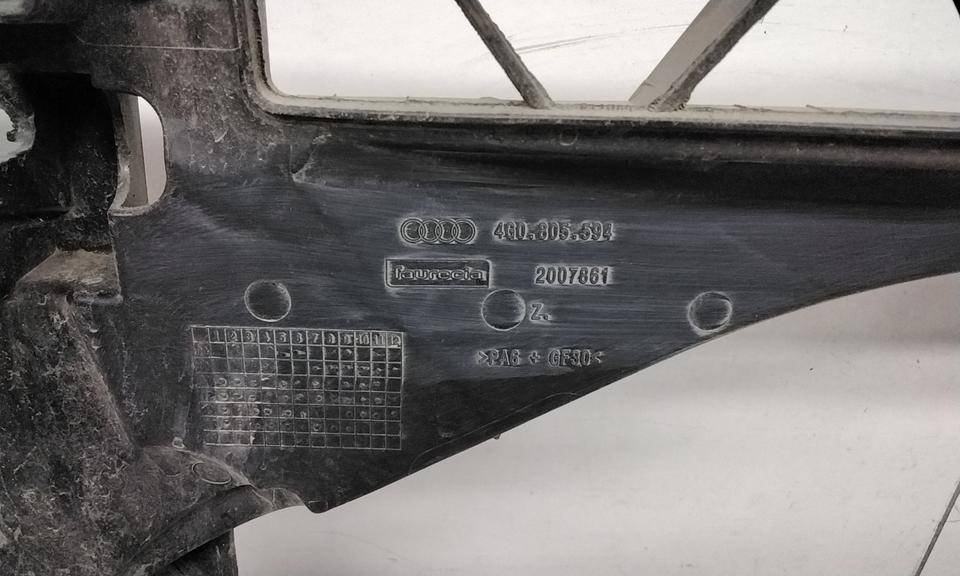 4G0.805.594
faurecia
2007861
Z.
>PA6 + GF30<
1 2 3 4 5 6 7 8 9 10 11 12